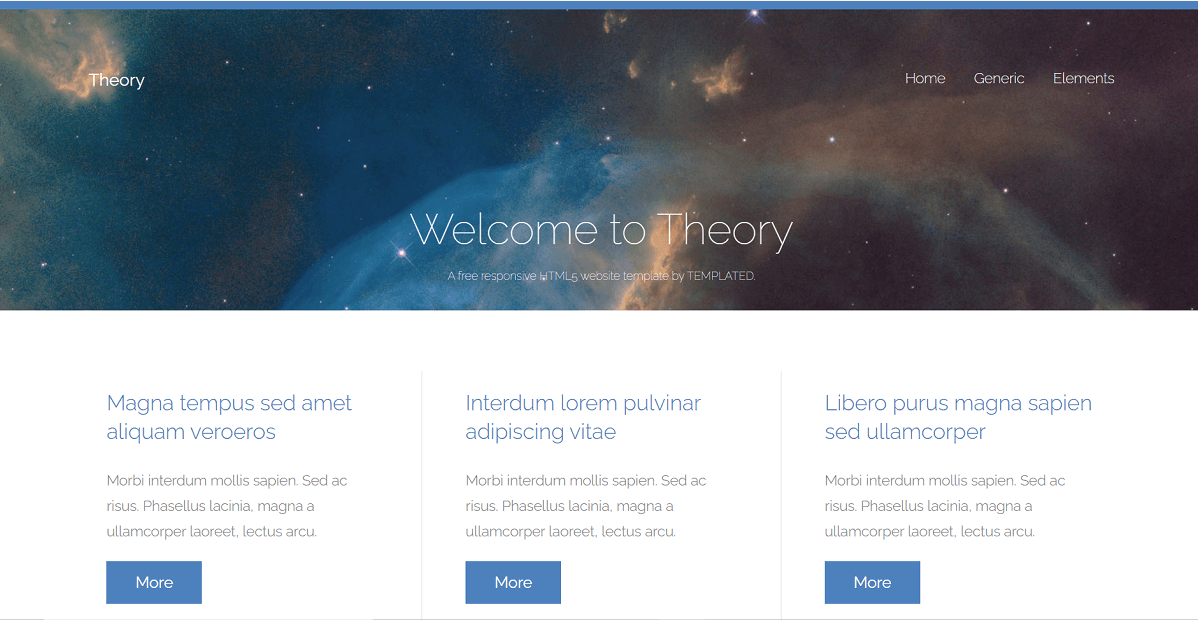 Theory
Home Generic Elements
Welcome to Theory
A free responsive HTML5 website template by TEMPLATED.
Magna tempus sed amet
aliquam veroeros
Morbi interdum mollis sapien. Sed ac
risus. Phasellus lacinia, magna a
ullamcorper laoreet, lectus arcu.
More
Interdum lorem pulvinar
adipiscing vitae
Morbi interdum mollis sapien. Sed ac
risus. Phasellus lacinia, magna a
ullamcorper laoreet, lectus arcu.
More
Libero purus magna sapien
sed ullamcorper
Morbi interdum mollis sapien. Sed ac
risus. Phasellus lacinia, magna a
ullamcorper laoreet, lectus arcu.
More